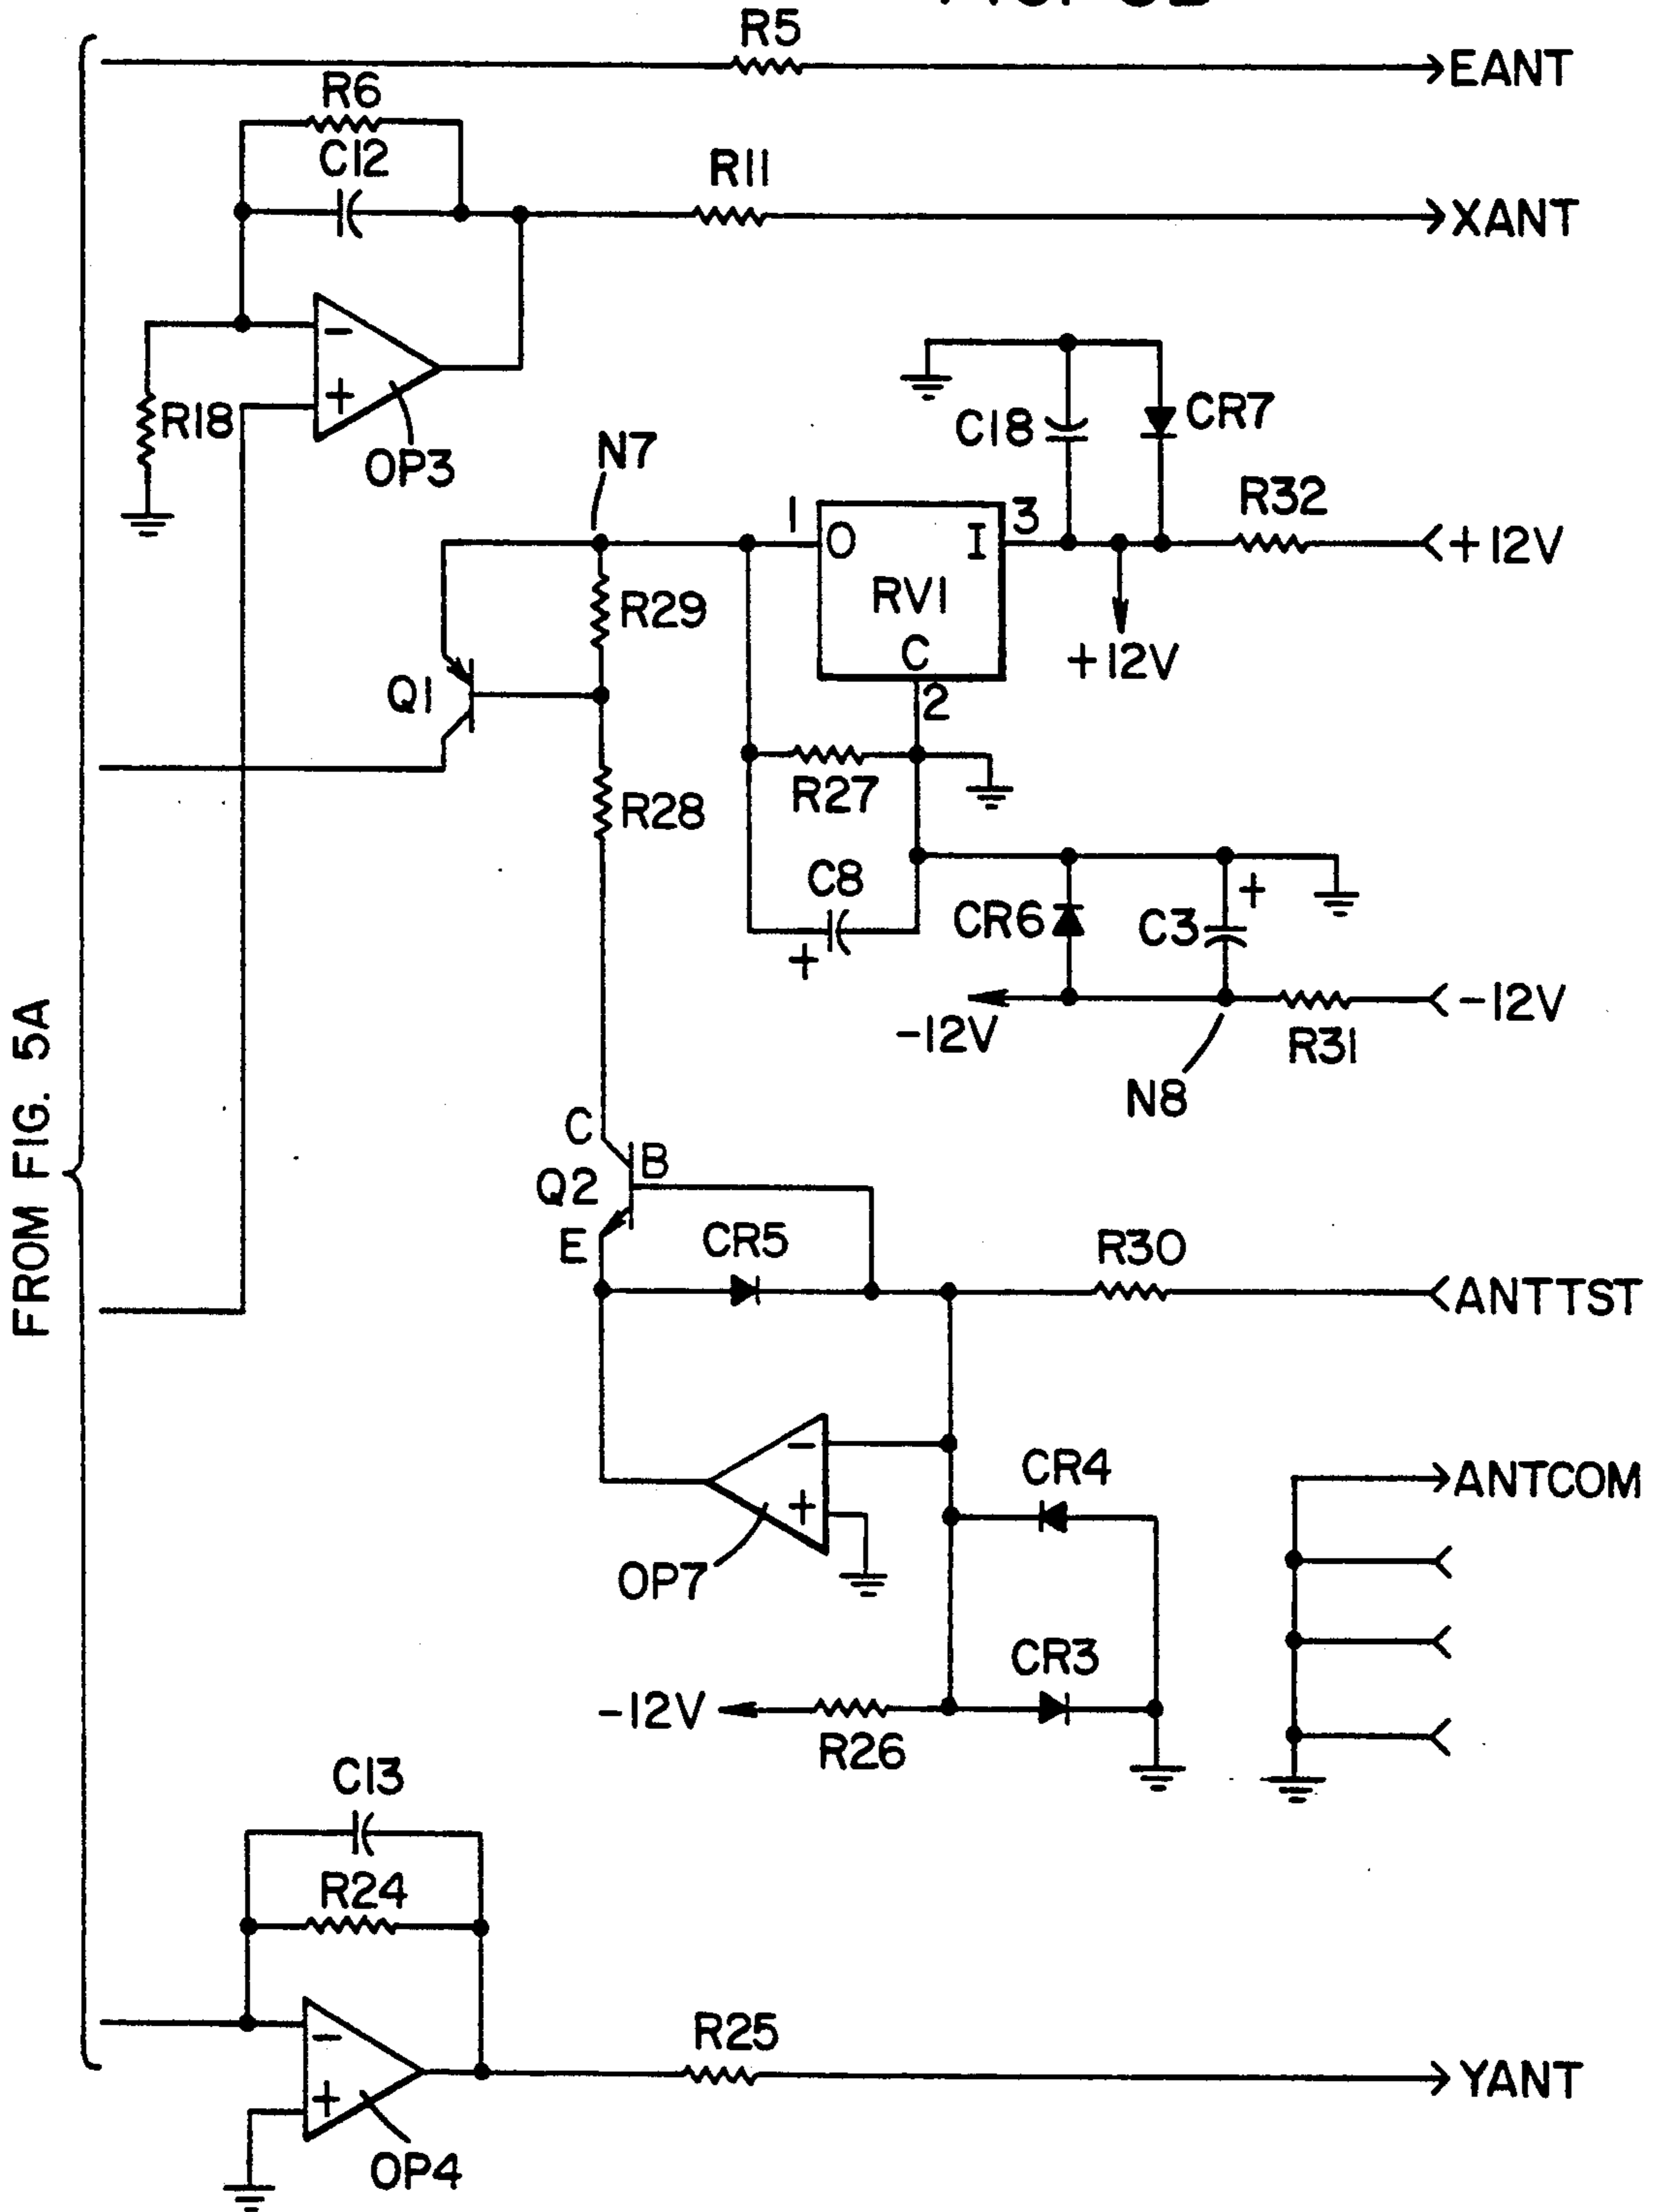 R5
EANT
R6
C12
R11
XANT
−
+
R18
OP3
N7
C18
CR7
R32
1
O
I
3
+12V
RV1
R29
C
+12V
Q1
2
R27
R28
C8
+
CR6
C3
+
-12V
-12V
R31
N8
FROM FIG. 5A
C
B
Q2
E
CR5
R30
ANTTST
−
+
CR4
ANTCOM
OP7
CR3
-12V
R26
C13
R24
−
+
R25
YANT
OP4